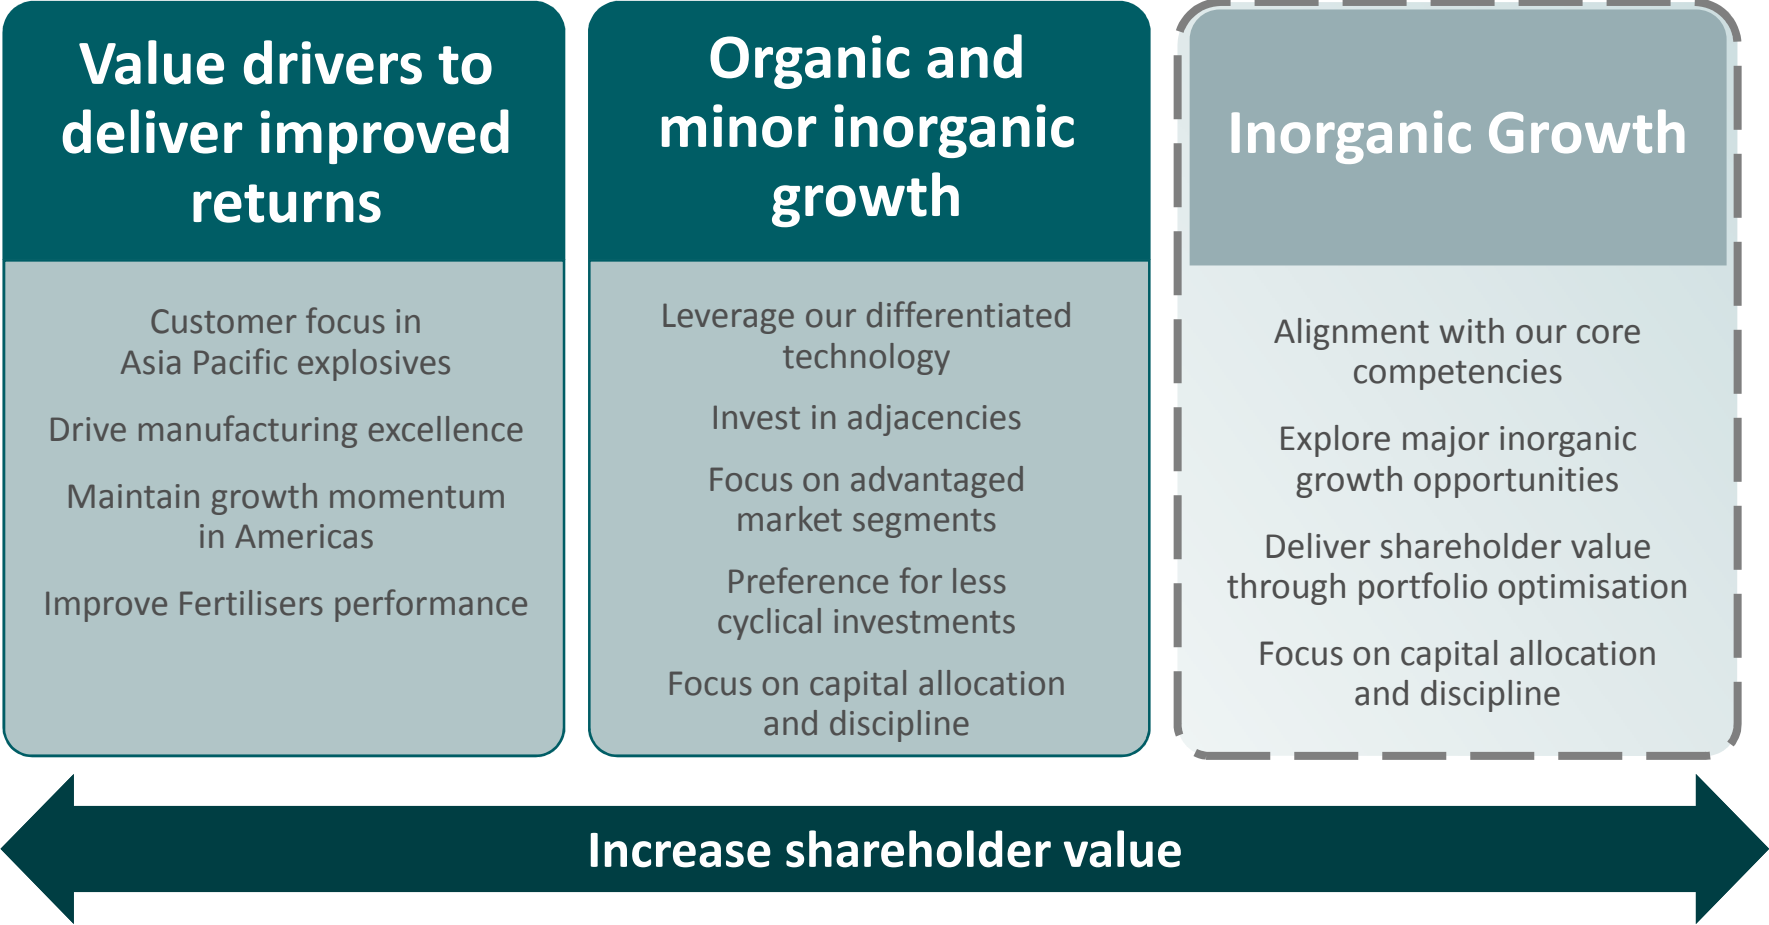 Value drivers to
deliver improved
returns
Customer focus in
Asia Pacific explosives
Drive manufacturing excellence
Maintain growth momentum
in Americas
Improve Fertilisers performance
Organic and
minor inorganic
growth
Leverage our differentiated
technology
Invest in adjacencies
Focus on advantaged
market segments
Preference for less
cyclical investments
Focus on capital allocation
and discipline
Inorganic Growth
Alignment with our core
competencies
Explore major inorganic
growth opportunities
Deliver shareholder value
through portfolio optimisation
Focus on capital allocation
and discipline
Increase shareholder value